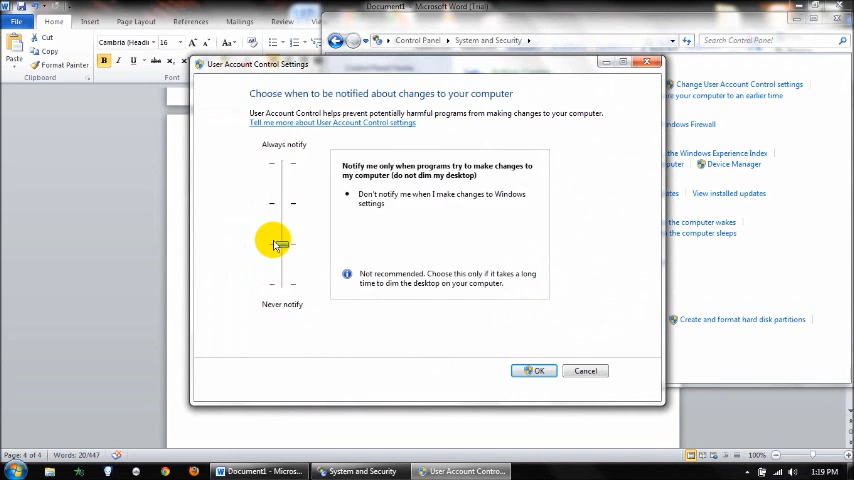 Document1 - Microsoft Word (Trial)
File Home Insert Page Layout References Mailings Review
Cut
Copy
Paste
Format Painter
Clipboard
Cambria (Headi 16
B I U abe
Control Panel System and Security
Search Control Panel
User Account Control Settings
Choose when to be notified about changes to your computer
User Account Control helps prevent potentially harmful programs from making changes to your computer.
Tell me more about User Account Control settings
Always notify
Notify me only when programs try to make changes to
my computer (do not dim my desktop)
Don't notify me when I make changes to Windows
settings
Not recommended. Choose this only if it takes a long
time to dim the desktop on your computer.
Never notify
OK Cancel
Change User Account Control settings
re your computer to an earlier time
ndows Firewall
the Windows Experience Index
puter Device Manager
ates View installed updates
the computer wakes
the computer sleeps
Create and format hard disk partitions
Page: 4 of 4 Words: 20/447 100%
Document1 - Micros... System and Security User Account Contro... 1:19 PM